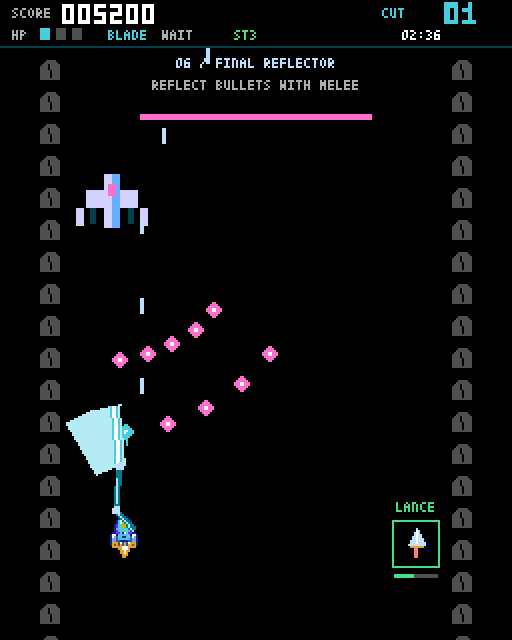 SCORE 005200 CUT 01
HP BLADE WAIT ST3 02:36
06 / FINAL REFLECTOR
REFLECT BULLETS WITH MELEE
LANCE